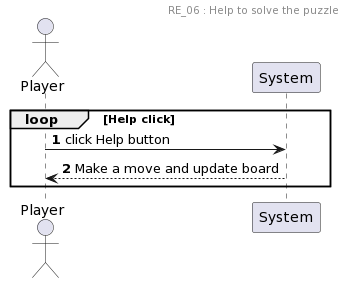 RE_06 : Help to solve the puzzle
Player
System
loop [Help click]
1 click Help button
2 Make a move and update board
Player
System